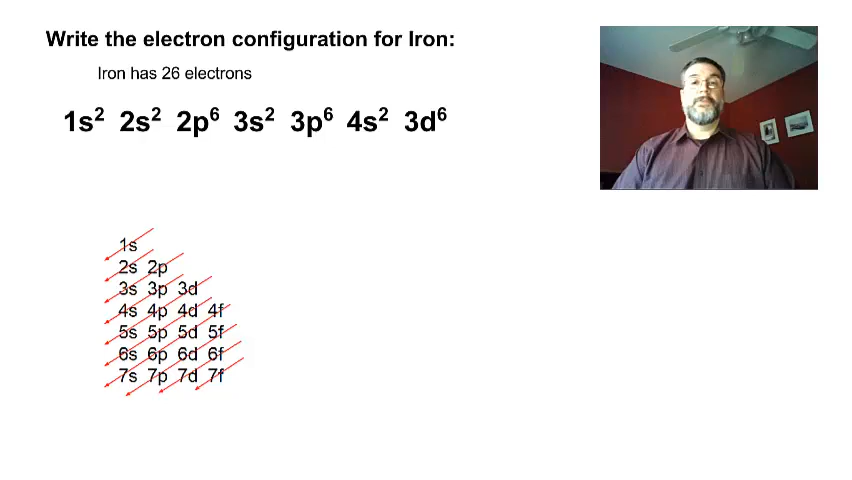 Write the electron configuration for Iron:
Iron has 26 electrons
1s² 2s² 2p⁶ 3s² 3p⁶ 4s² 3d⁶
1s
2s 2p
3s 3p 3d
4s 4p 4d 4f
5s 5p 5d 5f
6s 6p 6d 6f
7s 7p 7d 7f